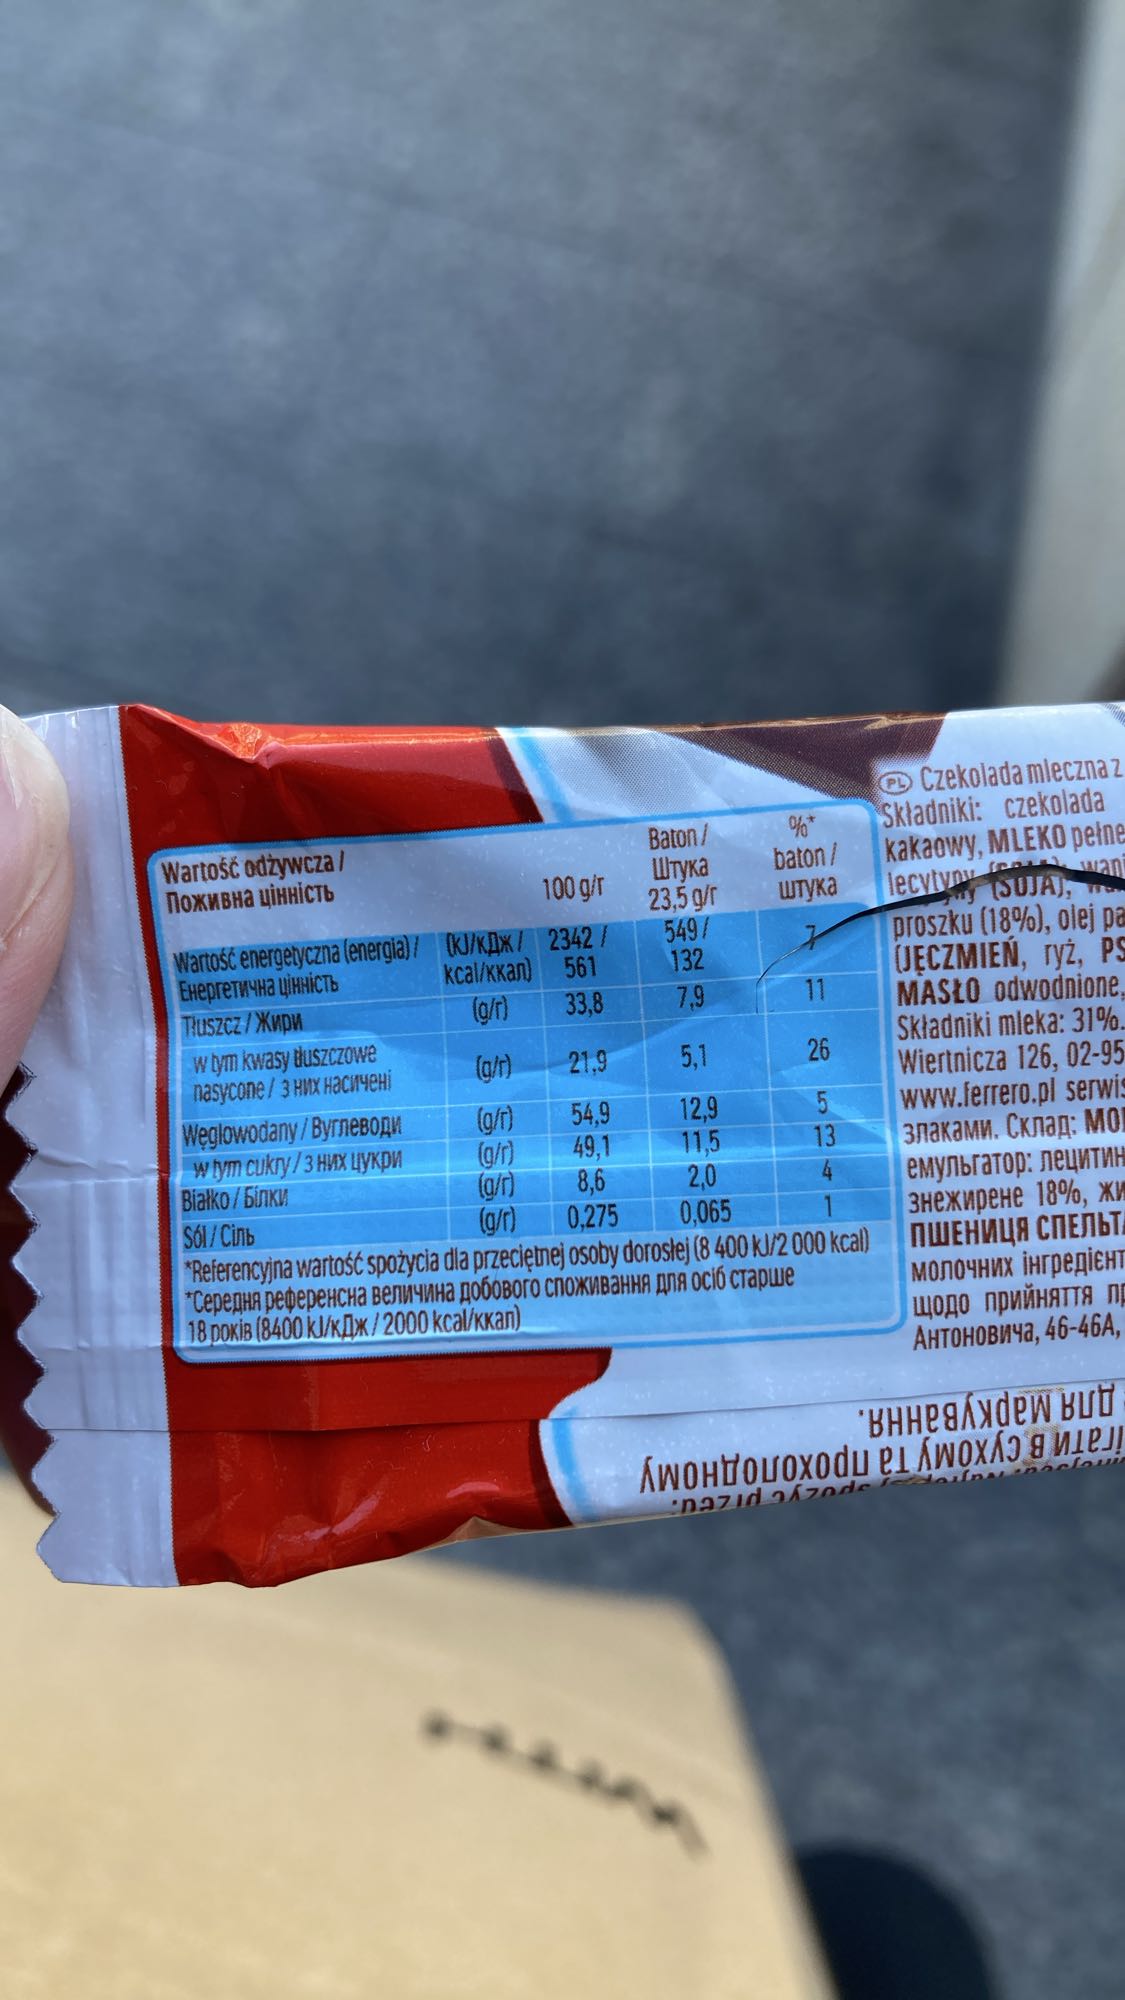 Wartość odżywcza /
Поживна цінність
100 g/г
Baton /
Штука
23,5 g/г
%*
baton /
штука
Wartość energetyczna (energia) / (kJ/кДж / 2342 / 549 / 7
Енергетична цінність kcal/ккал) 561 132
Tłuszcz / Жири (g/г) 33,8 7,9 11
w tym kwasy tłuszczowe
nasycone / з них насичені (g/г) 21,9 5,1 26
Węglowodany / Вуглеводи (g/г) 54,9 12,9 5
w tym cukry / з них цукри (g/г) 49,1 11,5 13
Białko / Білки (g/г) 8,6 2,0 4
Sól / Сіль (g/г) 0,275 0,065 1
*Referencyjna wartość spożycia dla przeciętnej osoby dorosłej (8 400 kJ/2 000 kcal)
*Середня референсна величина добового споживання для осіб старше
18 років (8400 kJ/кДж / 2000 kcal/ккал)
PL Czekolada mleczna z
Składniki: czekolada
kakaowy, MLEKO pełne
lecytyny (SOJA),
proszku (18%), olej
(JĘCZMIEŃ, ryż,
MASŁO odwodnione,
Składniki mleka: 31%.
Wiertnicza 126, 02-95
www.ferrero.pl
злаками. Склад:
емульгатор:
знежирене 18%,
ПШЕНИЦЯ
молочних
щодо прийняття
Антоновича, 46-46А,
для маркування.
в сухому та прохолодному